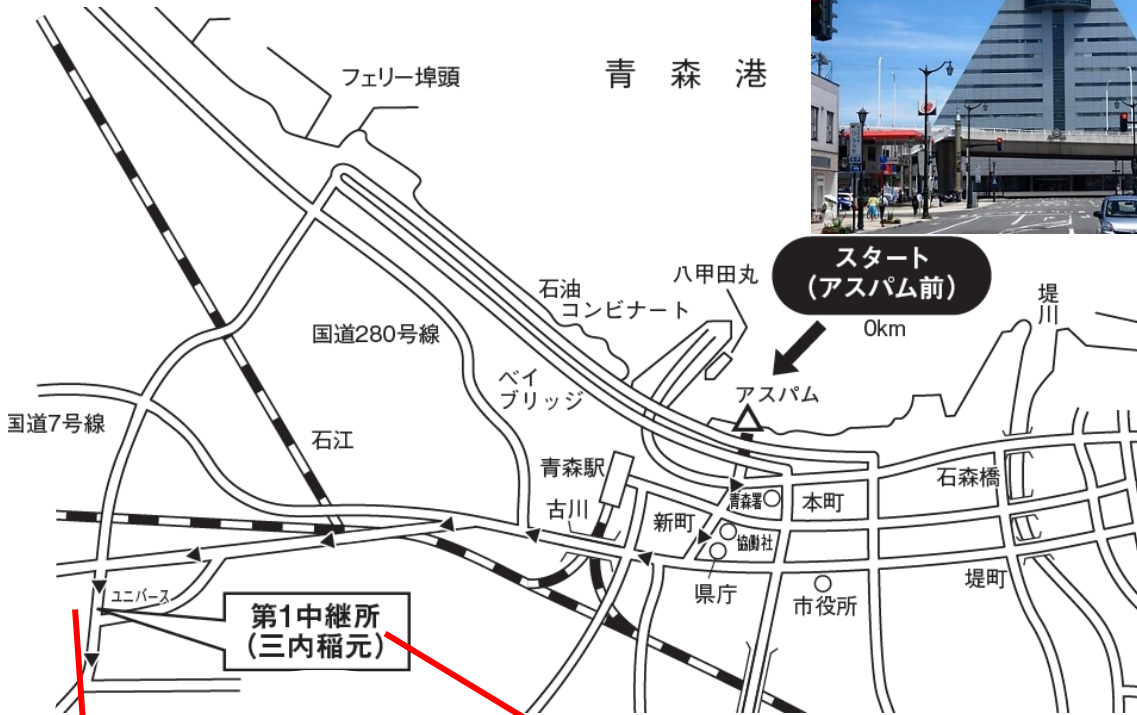 フェリー埠頭
青森港
スタート
(アスパム前)
0km
八甲田丸
石油
コンビナート
堤川
国道280号線
ベイ
ブリッジ
アスパム
国道7号線
石江
青森駅
石森橋
青森署
本町
古川
新町
協働社
県庁
市役所
堤町
ユニバース
第1中継所
(三内稲元)